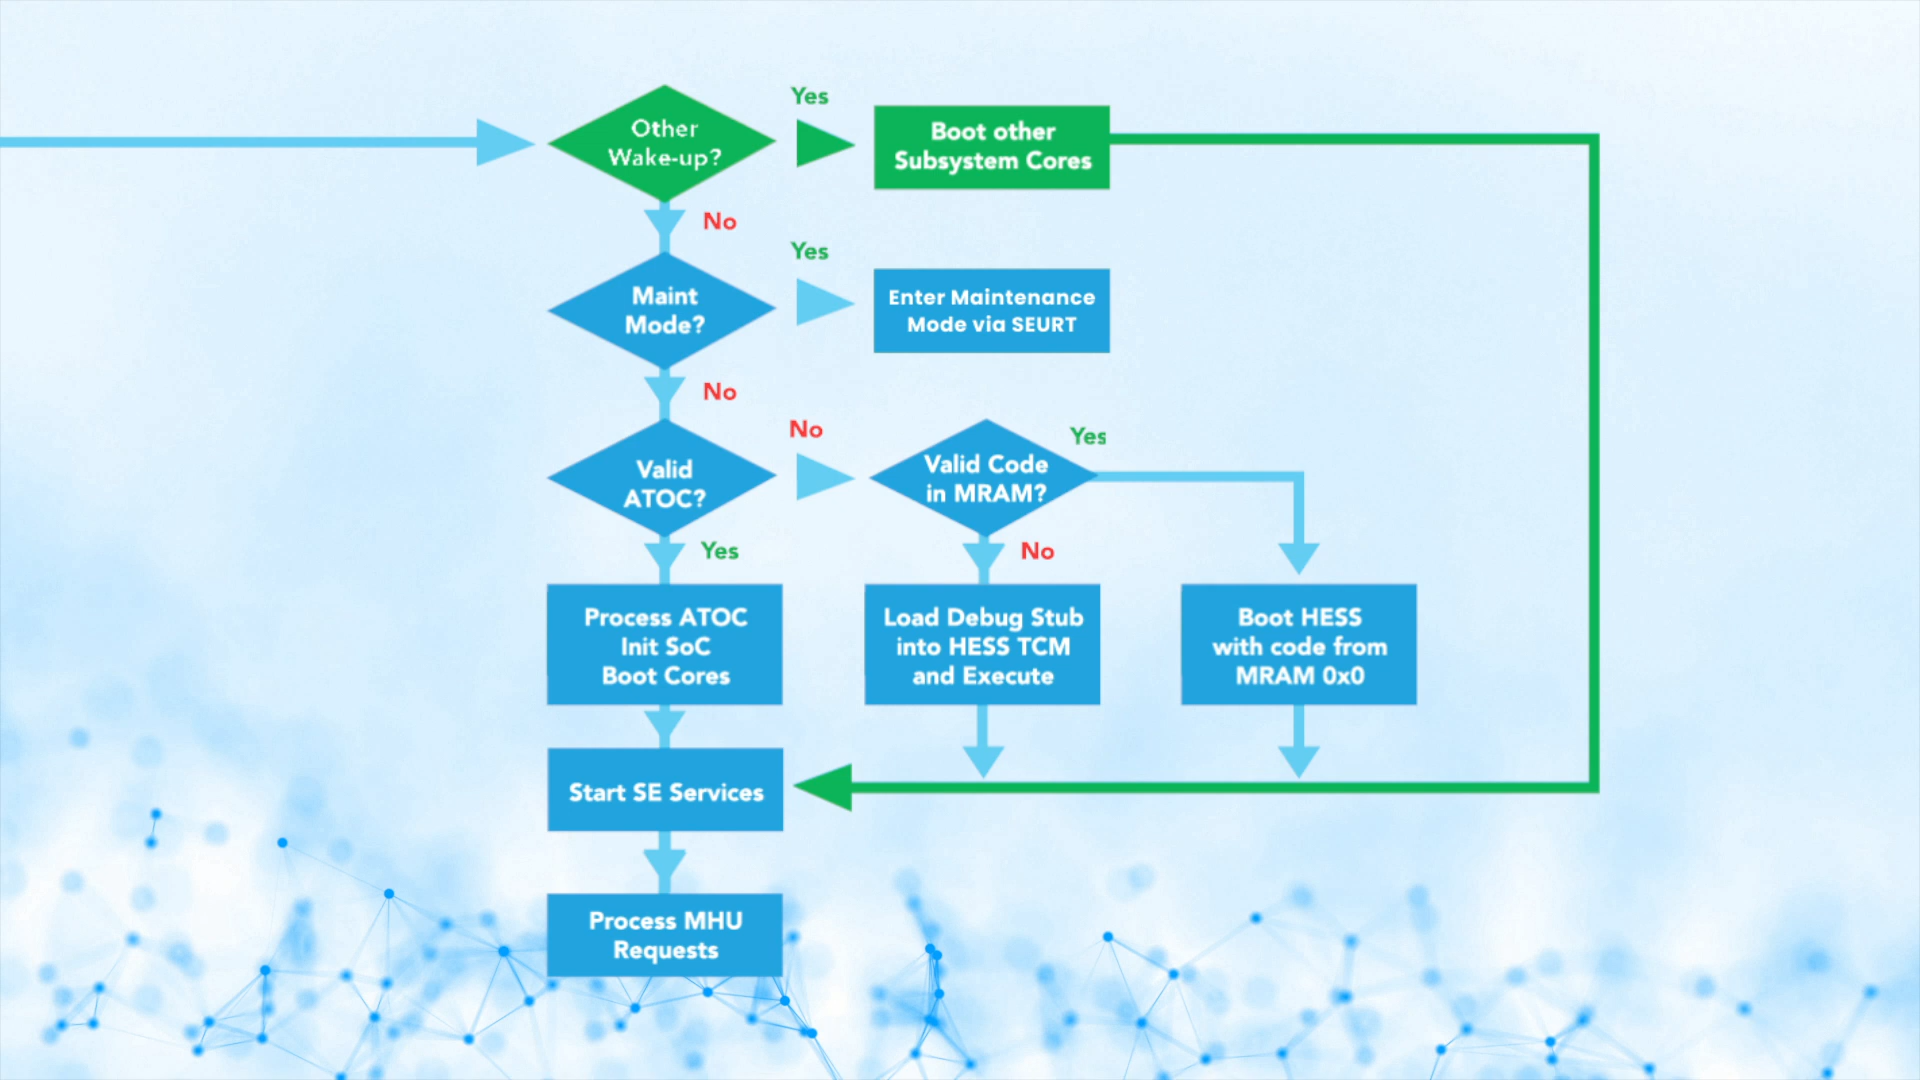 Other
Wake-up?
Yes
Boot other
Subsystem Cores
No
Maint
Mode?
Yes
Enter Maintenance
Mode via SEURT
No
Valid
ATOC?
No
Valid Code
in MRAM?
Yes
Yes
No
Process ATOC
Init SoC
Boot Cores
Load Debug Stub
into HESS TCM
and Execute
Boot HESS
with code from
MRAM 0x0
Start SE Services
Process MHU
Requests